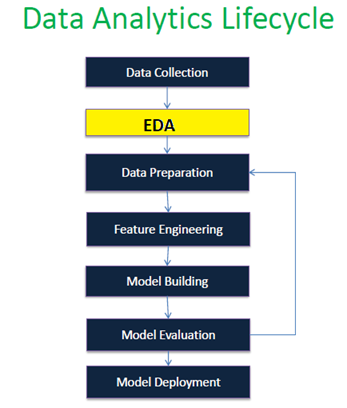 Data Analytics Lifecycle
Data Collection
EDA
Data Preparation
Feature Engineering
Model Building
Model Evaluation
Model Deployment